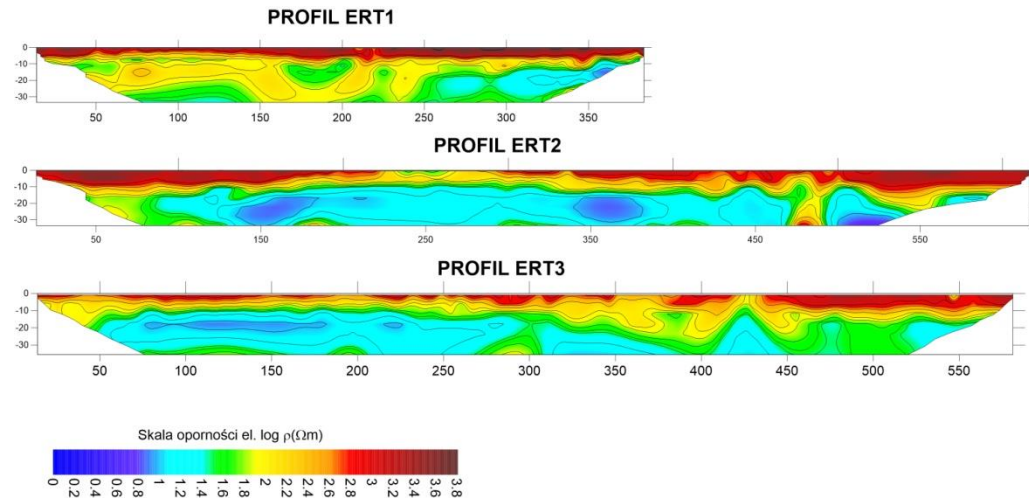 PROFIL ERT1
0
-10
-20
-30
50 100 150 200 250 300 350
PROFIL ERT2
0
-10
-20
-30
50 150 250 350 450 550
PROFIL ERT3
0
-10
-20
-30
50 100 150 200 250 300 350 400 450 500 550
Skala oporności el. log ρ(Ωm)
0 0.2 0.4 0.6 0.8 1 1.2 1.4 1.6 1.8 2 2.2 2.4 2.6 2.8 3 3.2 3.4 3.6 3.8